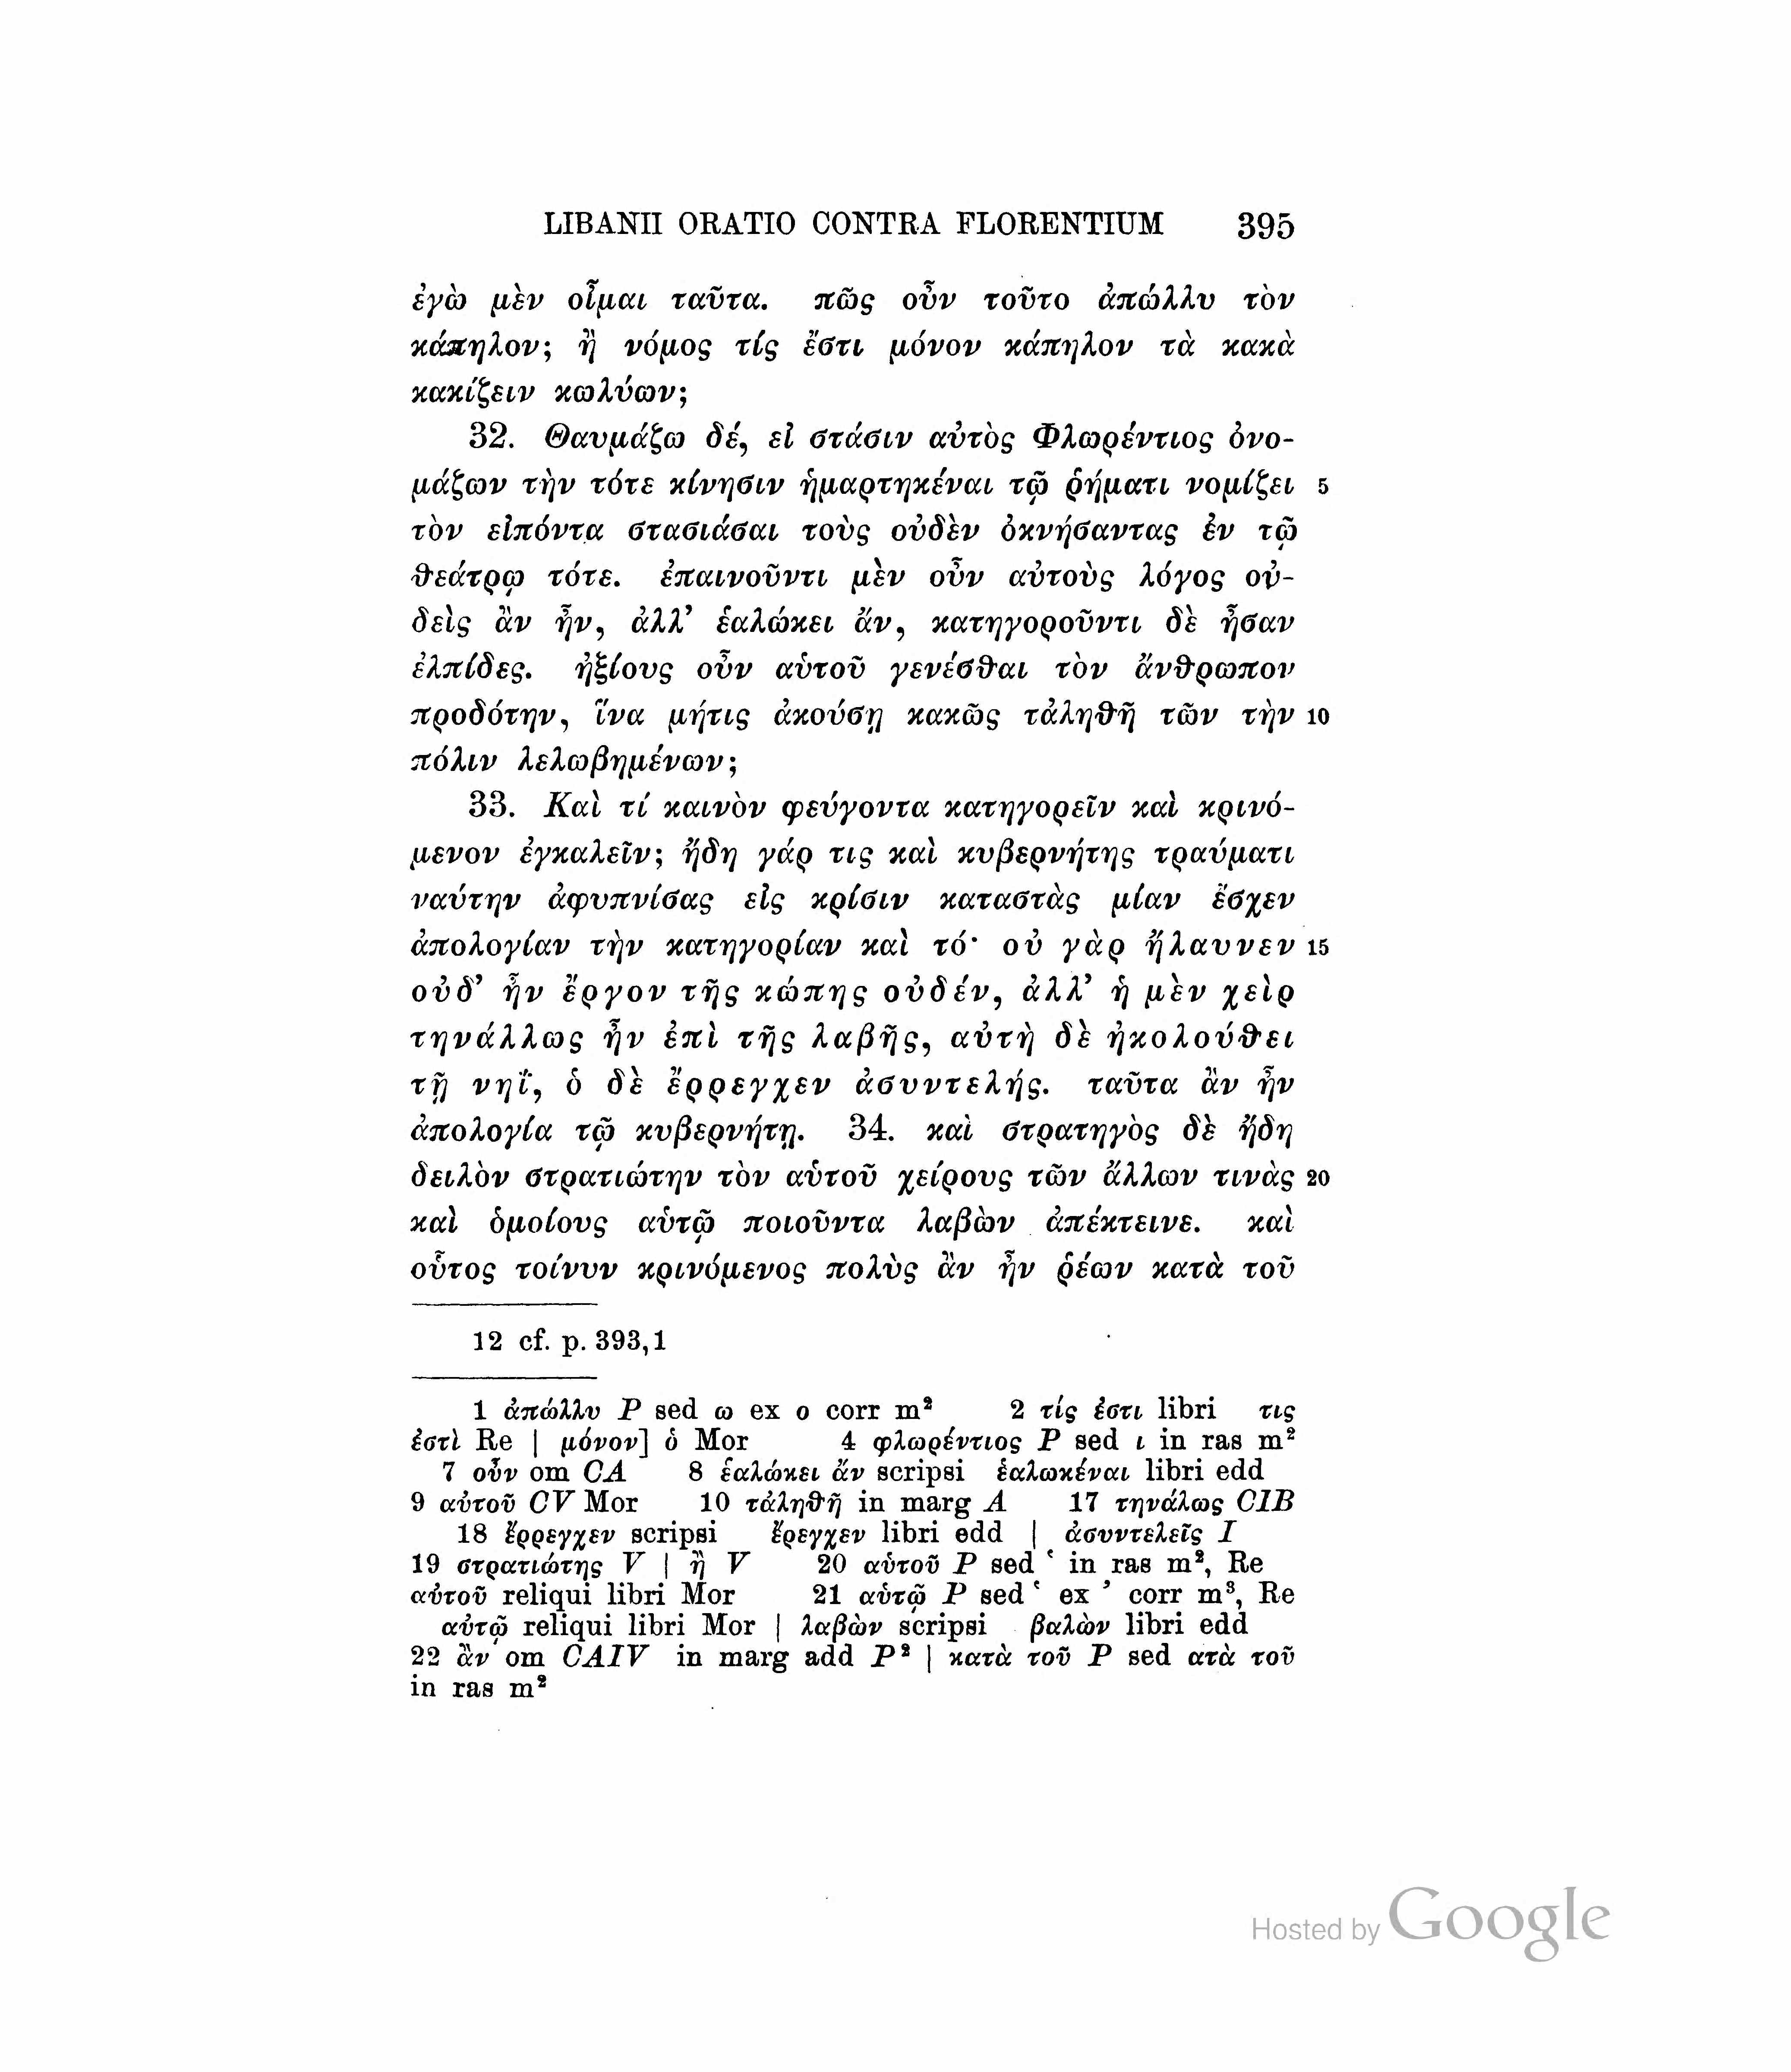 LIBANII ORATIO CONTRA FLORENTIUM 395
ἐγὼ μὲν οἶμαι ταῦτα. πῶς οὖν τοῦτο ἀπώλλυ τὸν
κάπηλον; ἢ νόμος τίς ἔστι μόνον κάπηλον τὰ κακὰ
κακίζειν κωλύων;
32. Θαυμάζω δέ, εἰ στάσιν αὐτὸς Φλωρέντιος ὀνο-
μάζων τὴν τότε κίνησιν ἡμαρτηκέναι τῷ ῥήματι νομίζει 5
τὸν εἰπόντα στασιάσαι τοὺς οὐδὲν ὀκνήσαντας ἐν τῷ
θεάτρῳ τότε. ἐπαινοῦντι μὲν οὖν αὐτοὺς λόγος οὐ-
δεὶς ἂν ἦν, ἀλλ’ ἑαλώκει ἄν, κατηγοροῦντι δὲ ἦσαν
ἐλπίδες. ἠξίους οὖν αὑτοῦ γενέσθαι τὸν ἄνθρωπον
προδότην, ἵνα μήτις ἀκούσῃ κακῶς τἀληθῆ τῶν τὴν 10
πόλιν λελωβημένων;
33. Καὶ τί καινὸν φεύγοντα κατηγορεῖν καὶ κρινό-
μενον ἐγκαλεῖν; ἤδη γάρ τις καὶ κυβερνήτης τραύματι
ναύτην ἀφυπνίσας εἰς κρίσιν καταστὰς μίαν ἔσχεν
ἀπολογίαν τὴν κατηγορίαν καὶ τό· οὐ γὰρ ἤλαυνεν 15
οὐδ’ ἦν ἔργον τῆς κώπης οὐδέν, ἀλλ’ ἡ μὲν χεὶρ
τηνάλλως ἦν ἐπὶ τῆς λαβῆς, αὐτὴ δὲ ἠκολούθει
τῇ νηΐ, ὁ δὲ ἔρρεγχεν ἀσυντελής. ταῦτα ἂν ἦν
ἀπολογία τῷ κυβερνήτῃ. 34. καὶ στρατηγὸς δὲ ἤδη
δειλὸν στρατιώτην τὸν αὑτοῦ χείρους τῶν ἄλλων τινὰς 20
καὶ ὁμοίους αὑτῷ ποιοῦντα λαβὼν ἀπέκτεινε. καὶ
οὗτος τοίνυν κρινόμενος πολὺς ἂν ἦν ῥέων κατὰ τοῦ
12 cf. p. 393,1
1 ἀπώλλυ P sed ω ex ο corr m² 2 τίς ἐστι libri τις
ἐστὶ Re | μόνον] ὁ Mor 4 φλωρέντιος P sed ι in ras m²
7 οὖν om CA 8 ἑαλώκει ἄν scripsi ἑαλωκέναι libri edd
9 αὐτοῦ CV Mor 10 τἀληθῆ in marg A 17 τηνάλως CIB
18 ἔρρεγχεν scripsi ἔρεγχεν libri edd | ἀσυντελεῖς I
19 στρατιώτης V | ἢ V 20 αὑτοῦ P sed ῾ in ras m², Re
αὐτοῦ reliqui libri Mor 21 αὑτῷ P sed ῾ ex ᾽ corr m³, Re
αὐτῷ reliqui libri Mor | λαβὼν scripsi βαλὼν libri edd
22 ἂν om CAIV in marg add P² | κατὰ τοῦ P sed ατὰ τοῦ
in ras m²
Hosted by Google